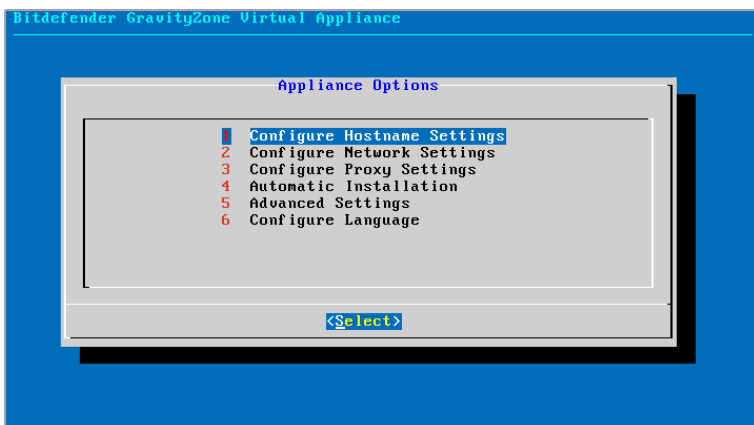 Bitdefender GravityZone Virtual Appliance
Appliance Options
1 Configure Hostname Settings
2 Configure Network Settings
3 Configure Proxy Settings
4 Automatic Installation
5 Advanced Settings
6 Configure Language
<Select>